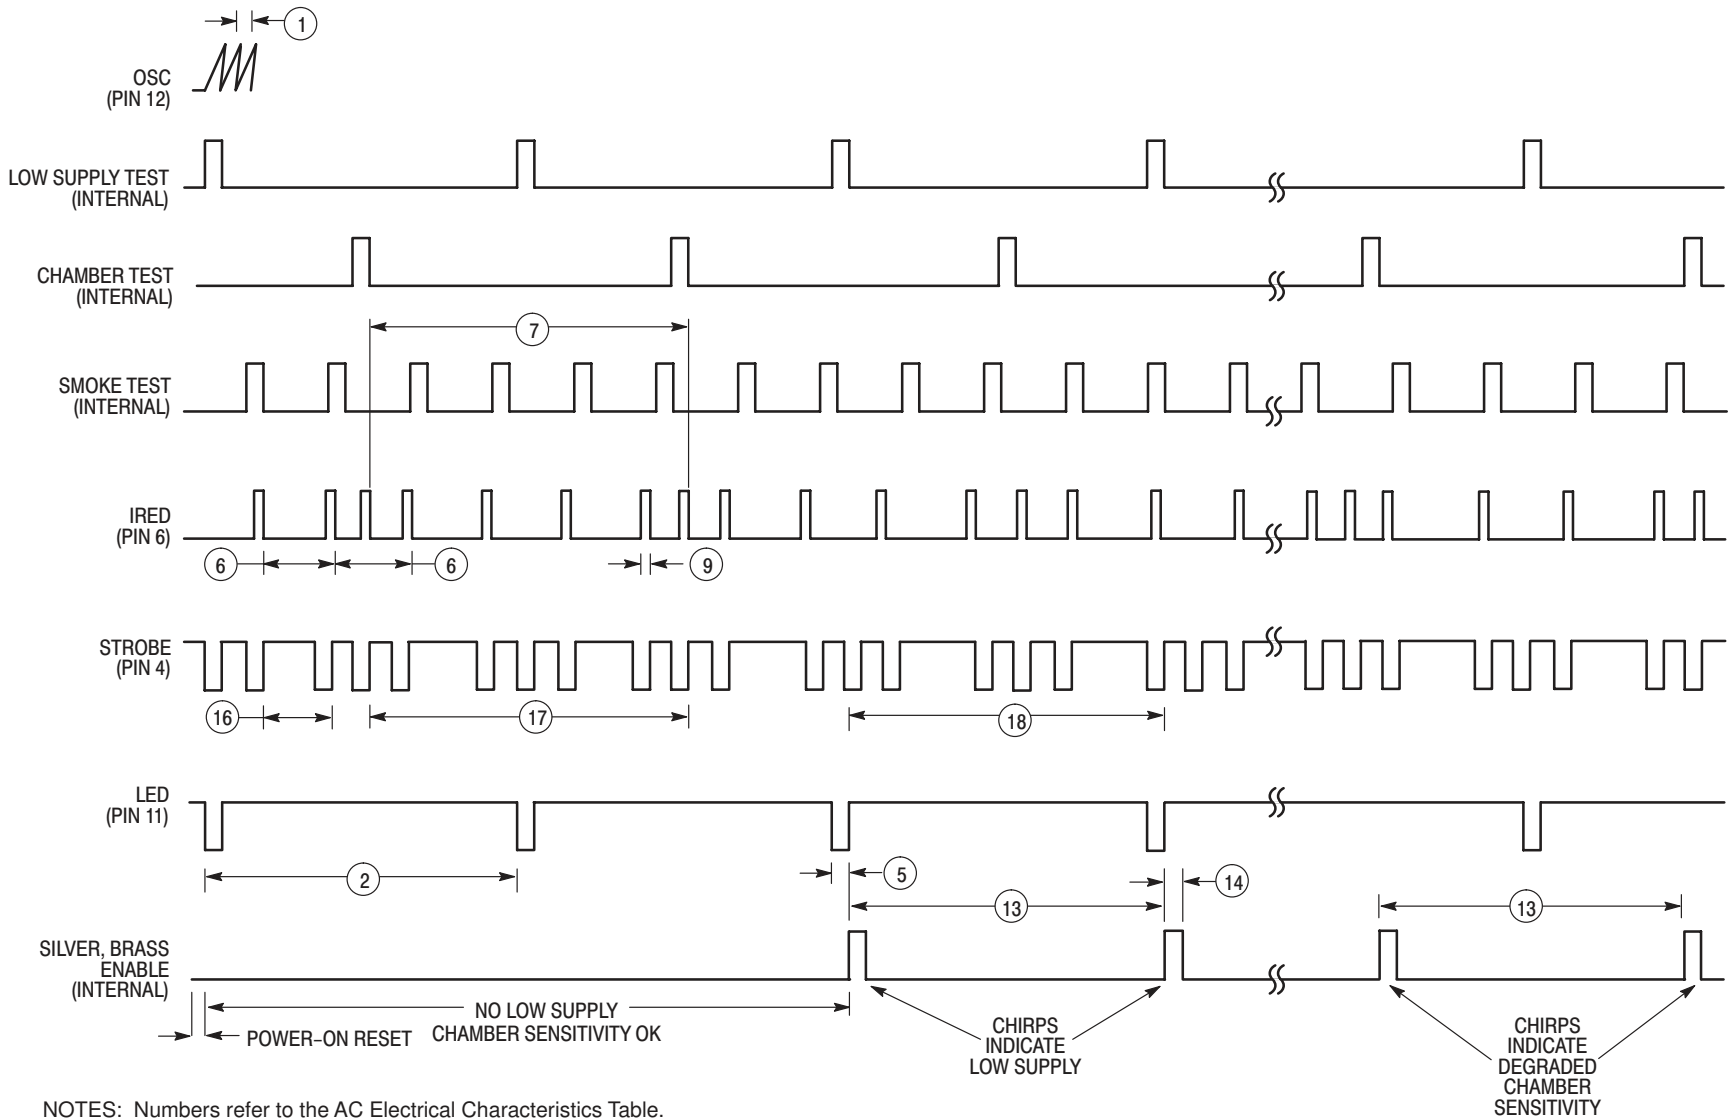 1
OSC
(PIN 12)
LOW SUPPLY TEST
(INTERNAL)
CHAMBER TEST
(INTERNAL)
7
SMOKE TEST
(INTERNAL)
IRED
(PIN 6)
6
6
9
STROBE
(PIN 4)
16
17
18
LED
(PIN 11)
2
5
14
13
13
SILVER, BRASS
ENABLE
(INTERNAL)
NO LOW SUPPLY
CHAMBER SENSITIVITY OK
POWER–ON RESET
CHIRPS
INDICATE
LOW SUPPLY
CHIRPS
INDICATE
DEGRADED
CHAMBER
SENSITIVITY
NOTES: Numbers refer to the AC Electrical Characteristics Table.